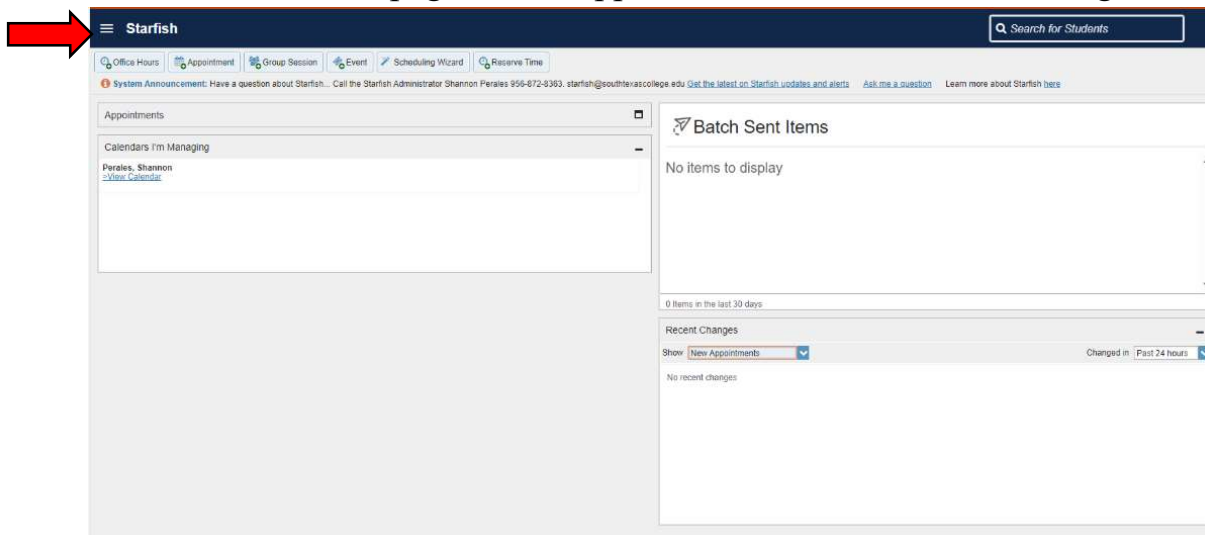 Starfish
Search for Students
Office Hours Appointment Group Session Event Scheduling Wizard Reserve Time
System Announcement: Have a question about Starfish... Call the Starfish Administrator Shannon Perales 956-872-8363. starfish@southtexascollege.edu Get the latest on Starfish updates and alerts Ask me a question Learn more about Starfish here
Appointments
Calendars I'm Managing
Perales, Shannon
>View Calendar
Batch Sent Items
No items to display
0 Items in the last 30 days
Recent Changes
Show New Appointments Changed in Past 24 hours
No recent changes